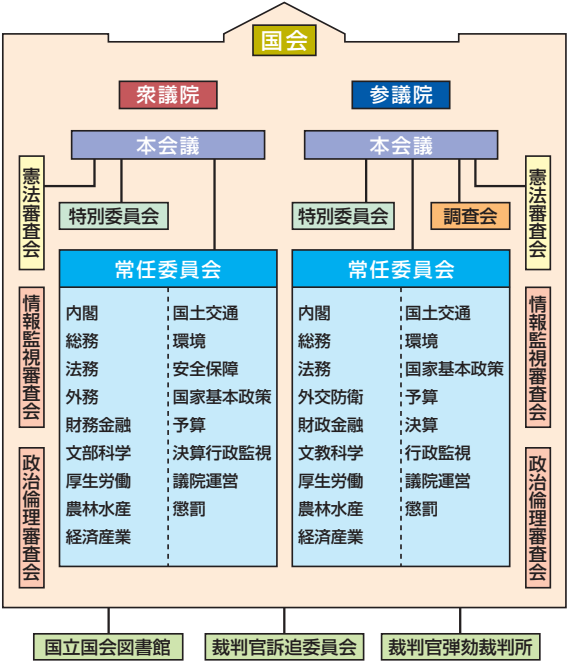 国会
衆議院
参議院
本会議
本会議
憲法審査会
特別委員会
特別委員会
調査会
憲法審査会
常任委員会
内閣
総務
法務
外務
財務金融
文部科学
厚生労働
農林水産
経済産業
国土交通
環境
安全保障
国家基本政策
予算
決算行政監視
議院運営
懲罰
常任委員会
内閣
総務
法務
外交防衛
財政金融
文教科学
厚生労働
農林水産
経済産業
国土交通
環境
国家基本政策
予算
決算
行政監視
議院運営
懲罰
情報監視審査会
情報監視審査会
政治倫理審査会
政治倫理審査会
国立国会図書館
裁判官訴追委員会
裁判官弾劾裁判所